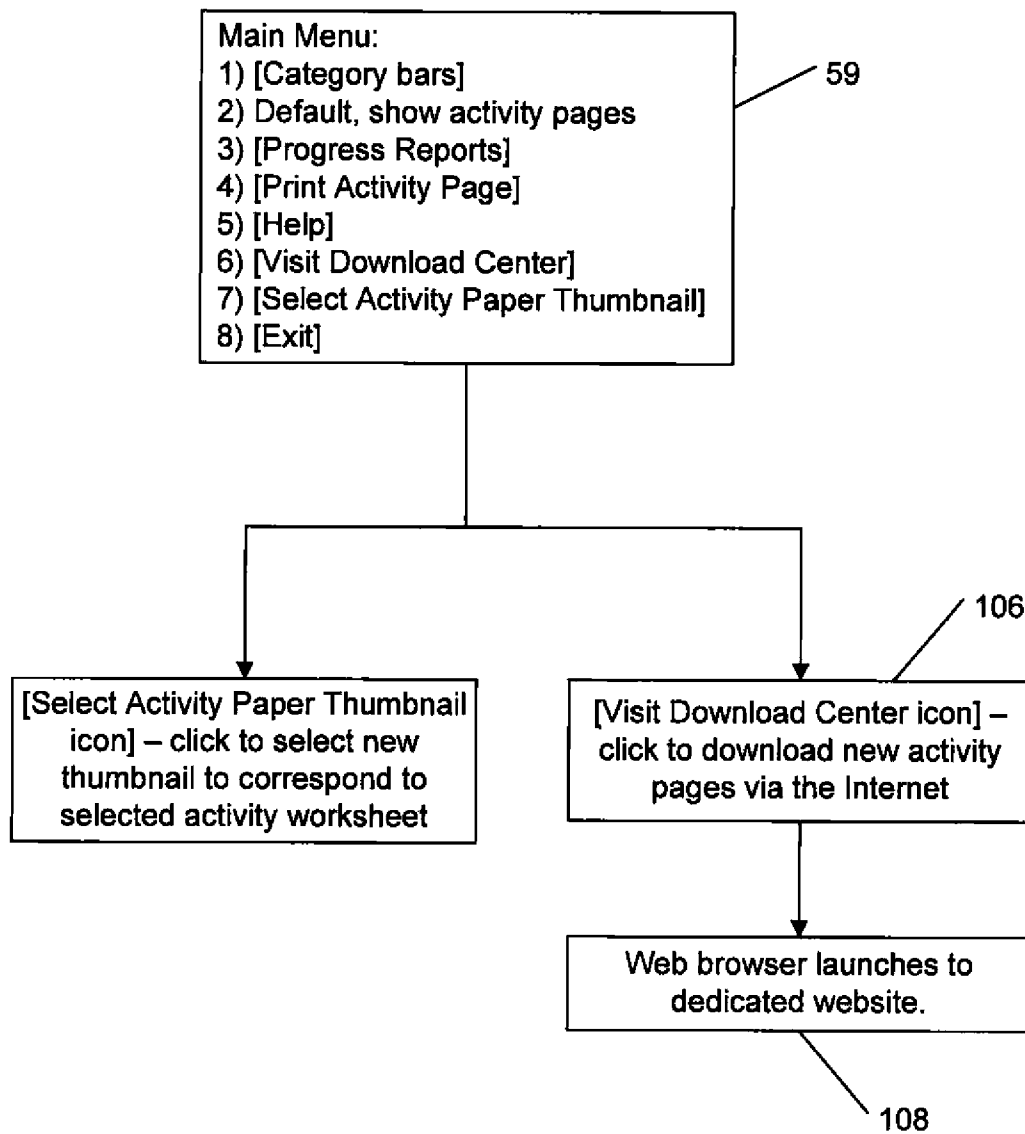 Main Menu:
1) [Category bars]
2) Default, show activity pages
3) [Progress Reports]
4) [Print Activity Page]
5) [Help]
6) [Visit Download Center]
7) [Select Activity Paper Thumbnail]
8) [Exit]
59
106
[Select Activity Paper Thumbnail
icon] – click to select new
thumbnail to correspond to
selected activity worksheet
[Visit Download Center icon] –
click to download new activity
pages via the Internet
Web browser launches to
dedicated website.
108